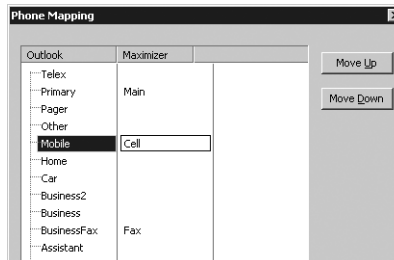 Phone Mapping
Outlook Maximizer
Telex
Primary Main
Pager
Other
Mobile Cell
Home
Car
Business2
Business
BusinessFax Fax
Assistant
Move Up
Move Down